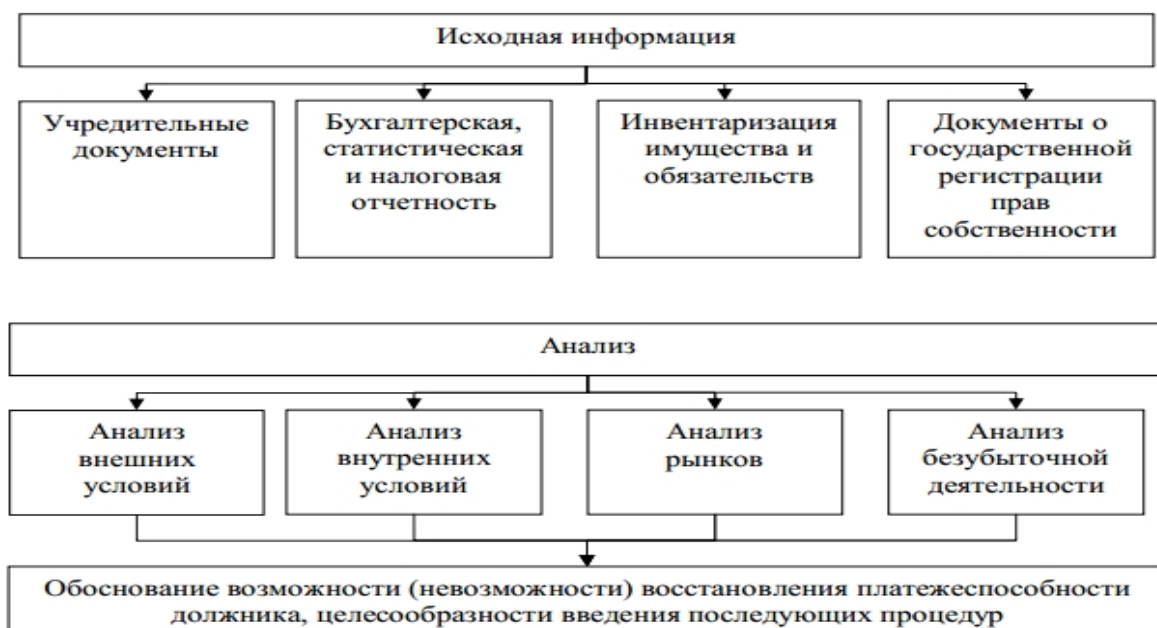 Исходная информация
Учредительные
документы
Бухгалтерская,
статистическая
и налоговая
отчетность
Инвентаризация
имущества и
обязательств
Документы о
государственной
регистрации
прав
собственности
Анализ
Анализ
внешних
условий
Анализ
внутренних
условий
Анализ
рынков
Анализ
безубыточной
деятельности
Обоснование возможности (невозможности) восстановления платежеспособности
должника, целесообразности введения последующих процедур